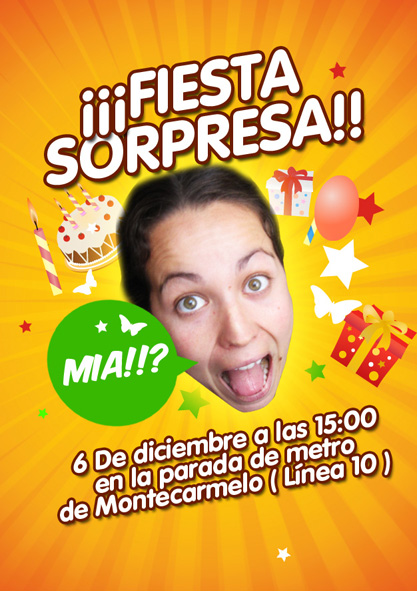 ¡¡¡FIESTA
SORPRESA!!
MIA!!?
6 De diciembre a las 15:00
en la parada de metro
de Montecarmelo ( Línea 10 )